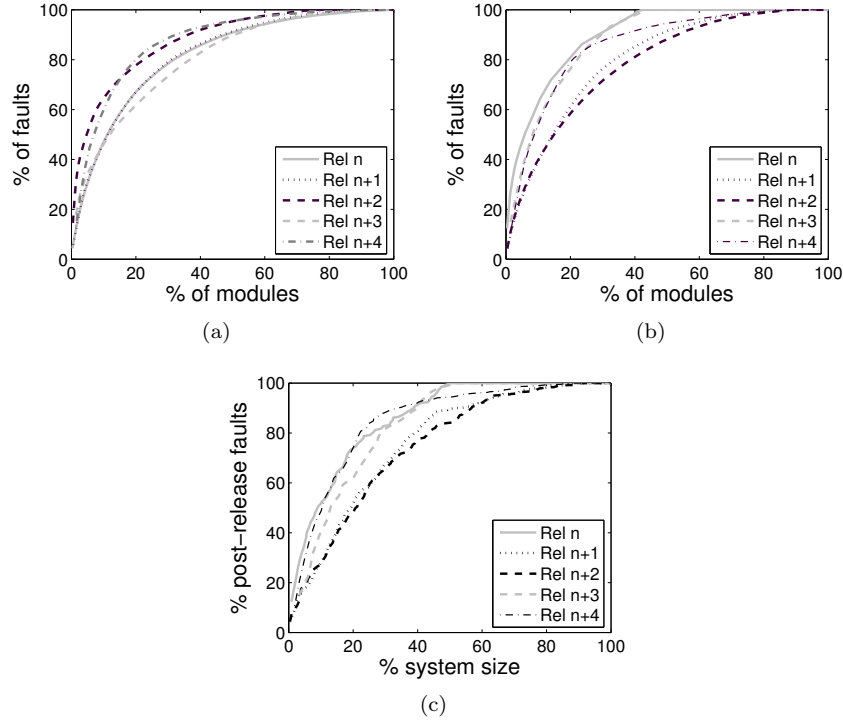 % of faults
100
80
60
40
20
0
0 20 40 60 80 100
% of modules
Rel n
Rel n+1
Rel n+2
Rel n+3
Rel n+4
(a)
% of faults
100
80
60
40
20
0
0 20 40 60 80 100
% of modules
Rel n
Rel n+1
Rel n+2
Rel n+3
Rel n+4
(b)
% post-release faults
100
80
60
40
20
0
0 20 40 60 80 100
% system size
Rel n
Rel n+1
Rel n+2
Rel n+3
Rel n+4
(c)